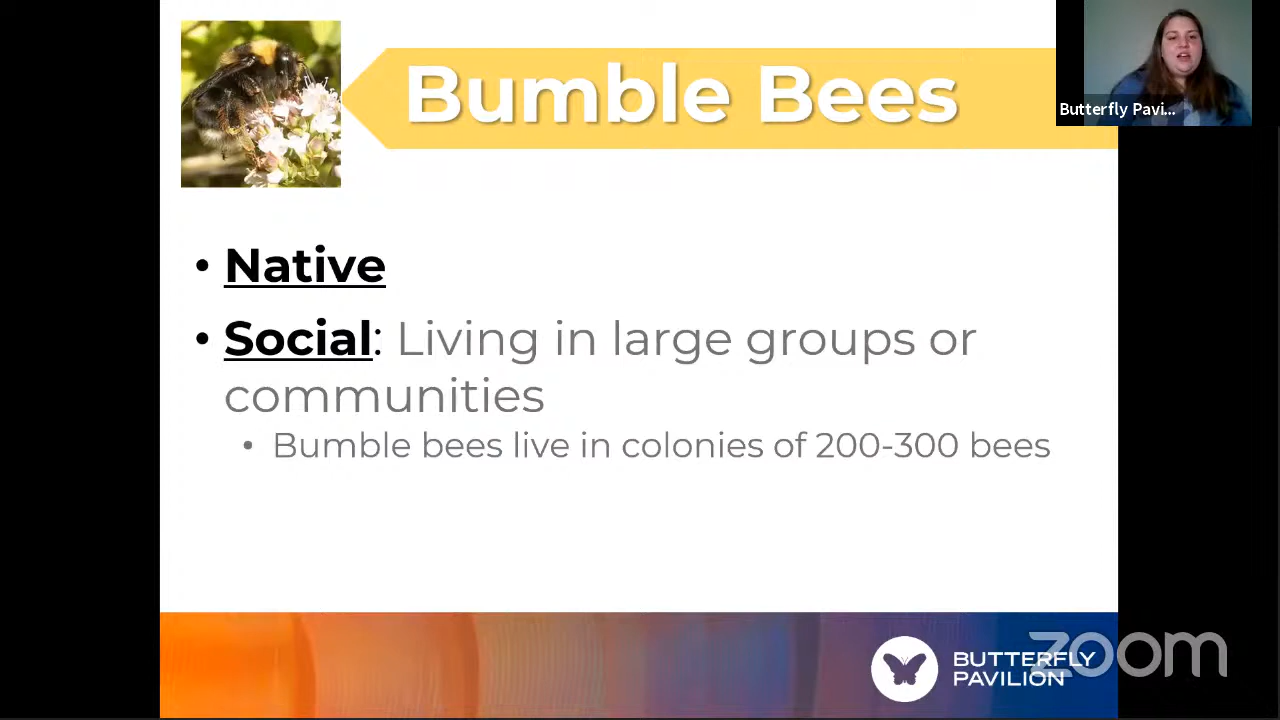 Bumble Bees
Butterfly Pavi...
• Native
• Social: Living in large groups or
communities
• Bumble bees live in colonies of 200-300 bees
BUTTERFLY
PAVILION
zoom